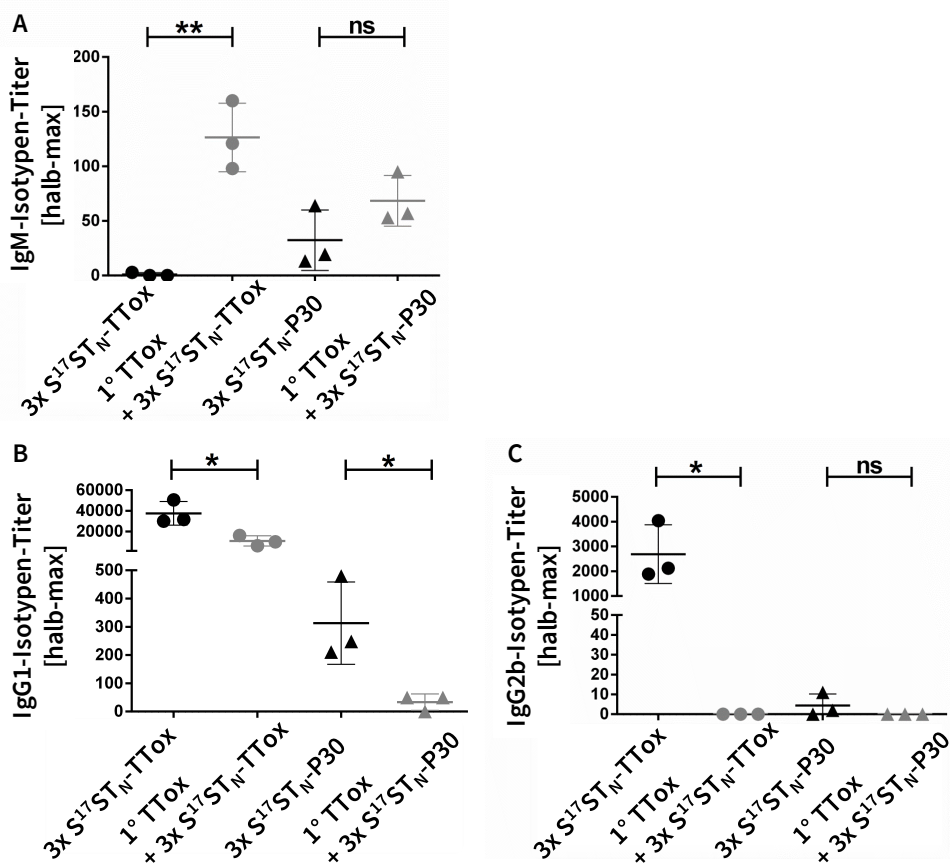 A
** ns
IgM-Isotypen-Titer
[halb-max]
200
150
100
50
0
3x S¹⁷ST_N-TTox
1° TTox
+ 3x S¹⁷ST_N-TTox
3x S¹⁷ST_N-P30
1° TTox
+ 3x S¹⁷ST_N-P30
B
* *
IgG1-Isotypen-Titer
[halb-max]
60000
40000
20000
500
400
300
200
100
0
3x S¹⁷ST_N-TTox
1° TTox
+ 3x S¹⁷ST_N-TTox
3x S¹⁷ST_N-P30
1° TTox
+ 3x S¹⁷ST_N-P30
C
* ns
IgG2b-Isotypen-Titer
[halb-max]
5000
4000
3000
2000
1000
50
40
30
20
10
0
3x S¹⁷ST_N-TTox
1° TTox
+ 3x S¹⁷ST_N-TTox
3x S¹⁷ST_N-P30
1° TTox
+ 3x S¹⁷ST_N-P30